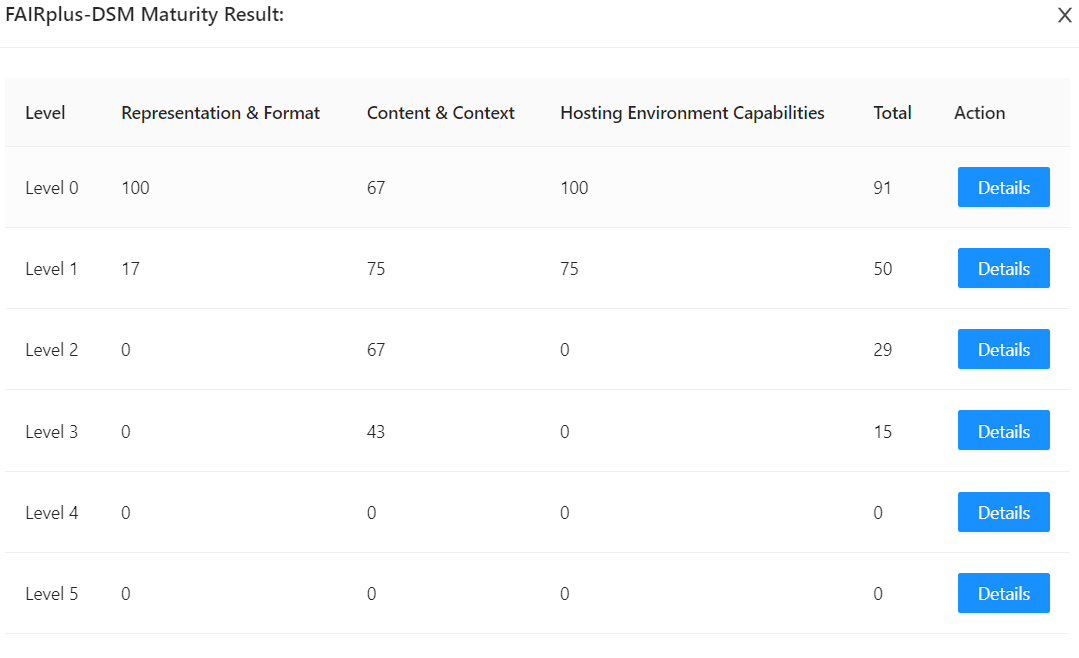 FAIRplus-DSM Maturity Result: X
Level Representation & Format Content & Context Hosting Environment Capabilities Total Action
Level 0 100 67 100 91 Details
Level 1 17 75 75 50 Details
Level 2 0 67 0 29 Details
Level 3 0 43 0 15 Details
Level 4 0 0 0 0 Details
Level 5 0 0 0 0 Details